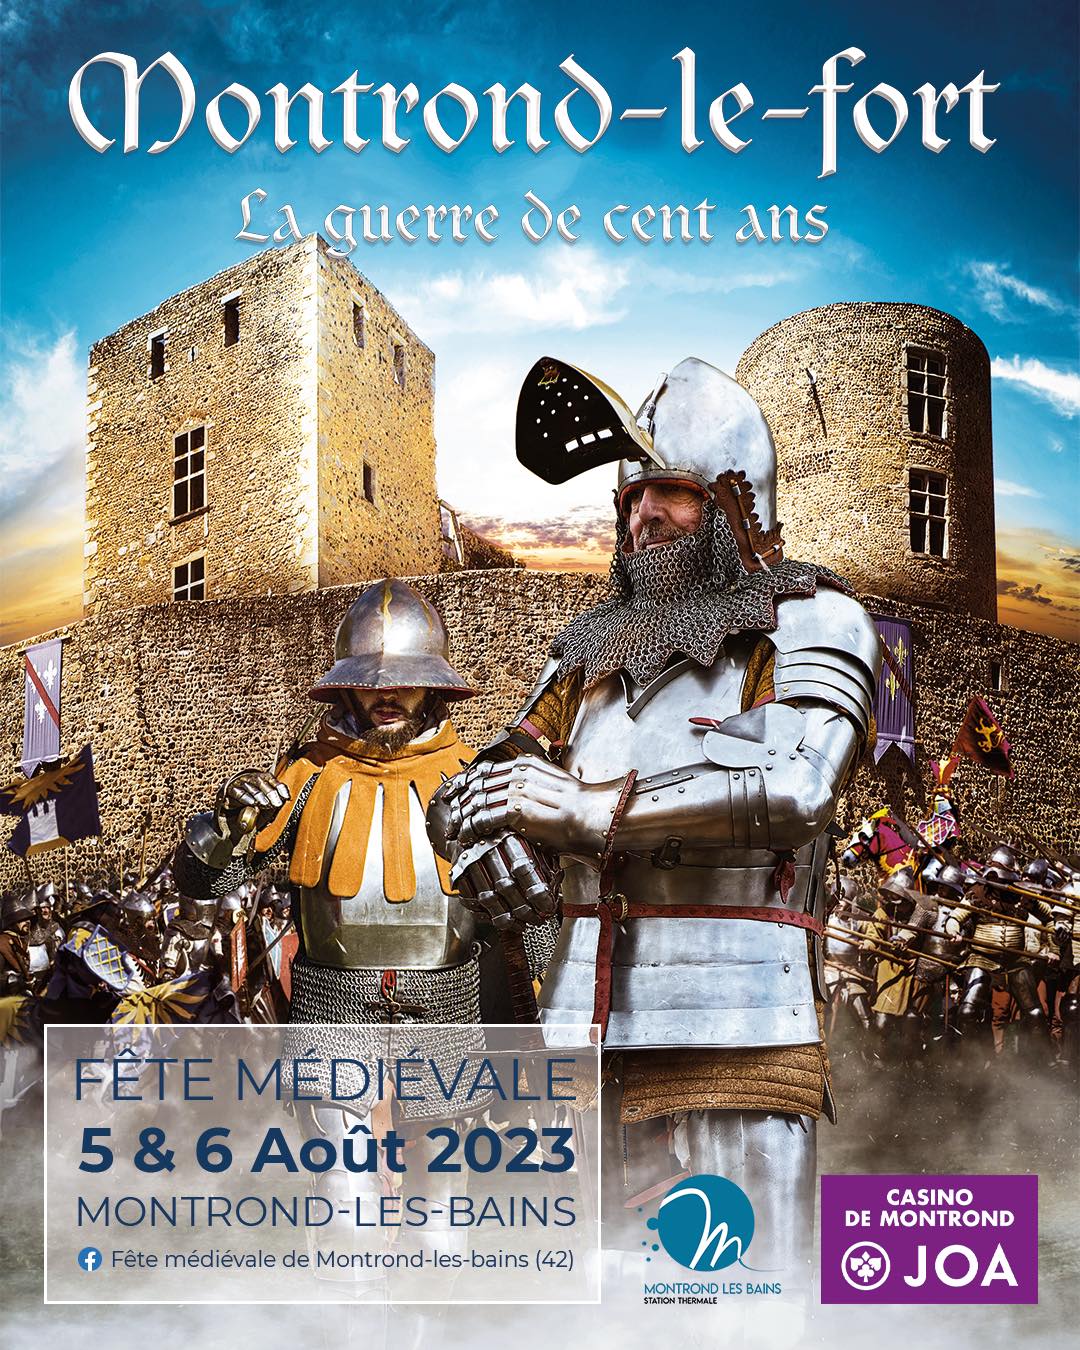 Montrond-le-fort
La guerre de cent ans
FÊTE MÉDIÉVALE
5 & 6 Août 2023
MONTROND-LES-BAINS
Fête médiévale de Montrond-les-bains (42)
MONTROND LES BAINS
STATION THERMALE
CASINO
DE MONTROND
JOA